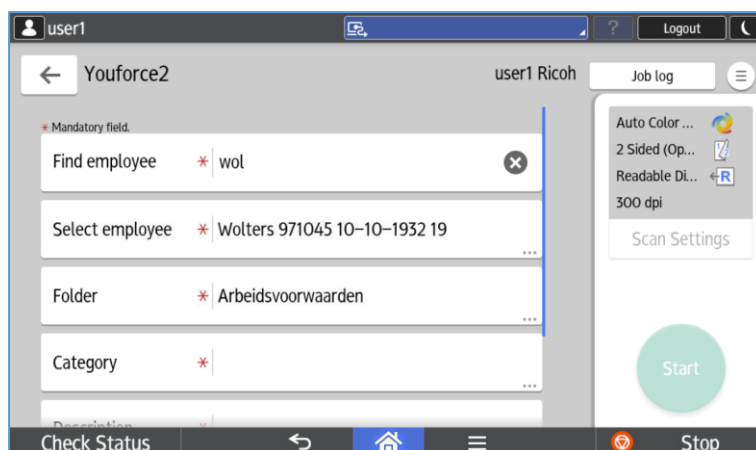 user1
? Logout
Youforce2
user1 Ricoh
Job log
* Mandatory field.
Find employee * wol
Select employee * Wolters 971045 10-10-1932 19
...
Folder * Arbeidsvoorwaarden
...
Category *
...
Description *
Auto Color ...
2 Sided (Op...
Readable Di... R
300 dpi
Scan Settings
Start
Check Status
Stop